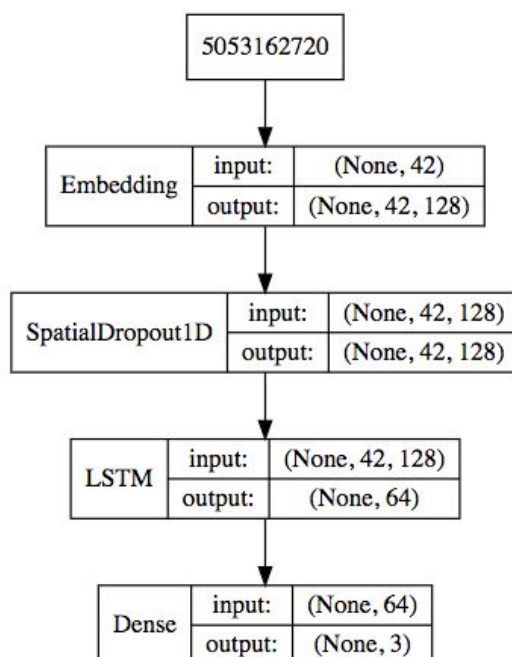 5053162720
Embedding
input: (None, 42)
output: (None, 42, 128)
SpatialDropout1D
input: (None, 42, 128)
output: (None, 42, 128)
LSTM
input: (None, 42, 128)
output: (None, 64)
Dense
input: (None, 64)
output: (None, 3)